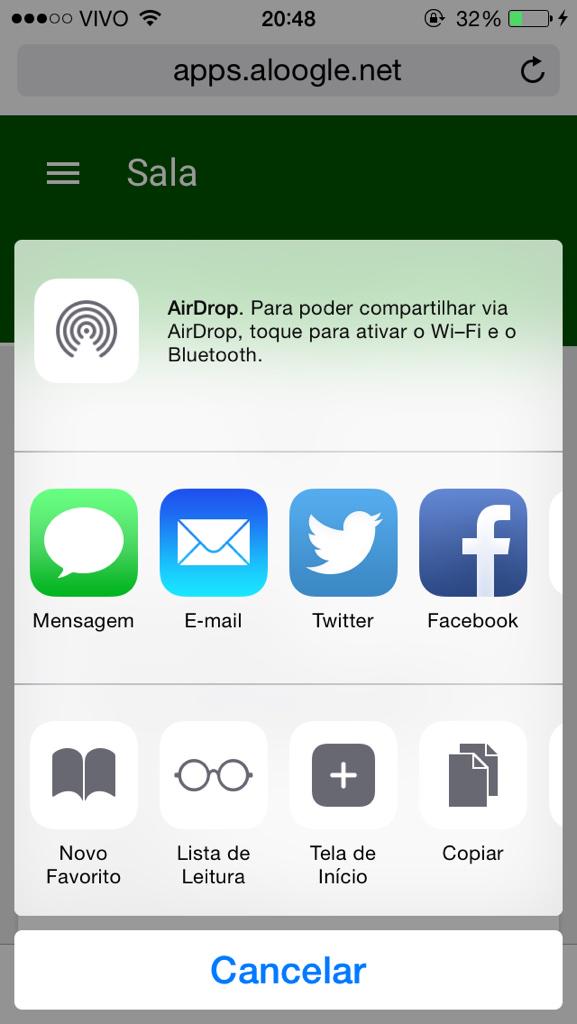 VIVO 20:48 32%
apps.aloogle.net
Sala
AirDrop. Para poder compartilhar via
AirDrop, toque para ativar o Wi-Fi e o
Bluetooth.
Mensagem E-mail Twitter Facebook
Novo Favorito Lista de Leitura Tela de Início Copiar
Cancelar